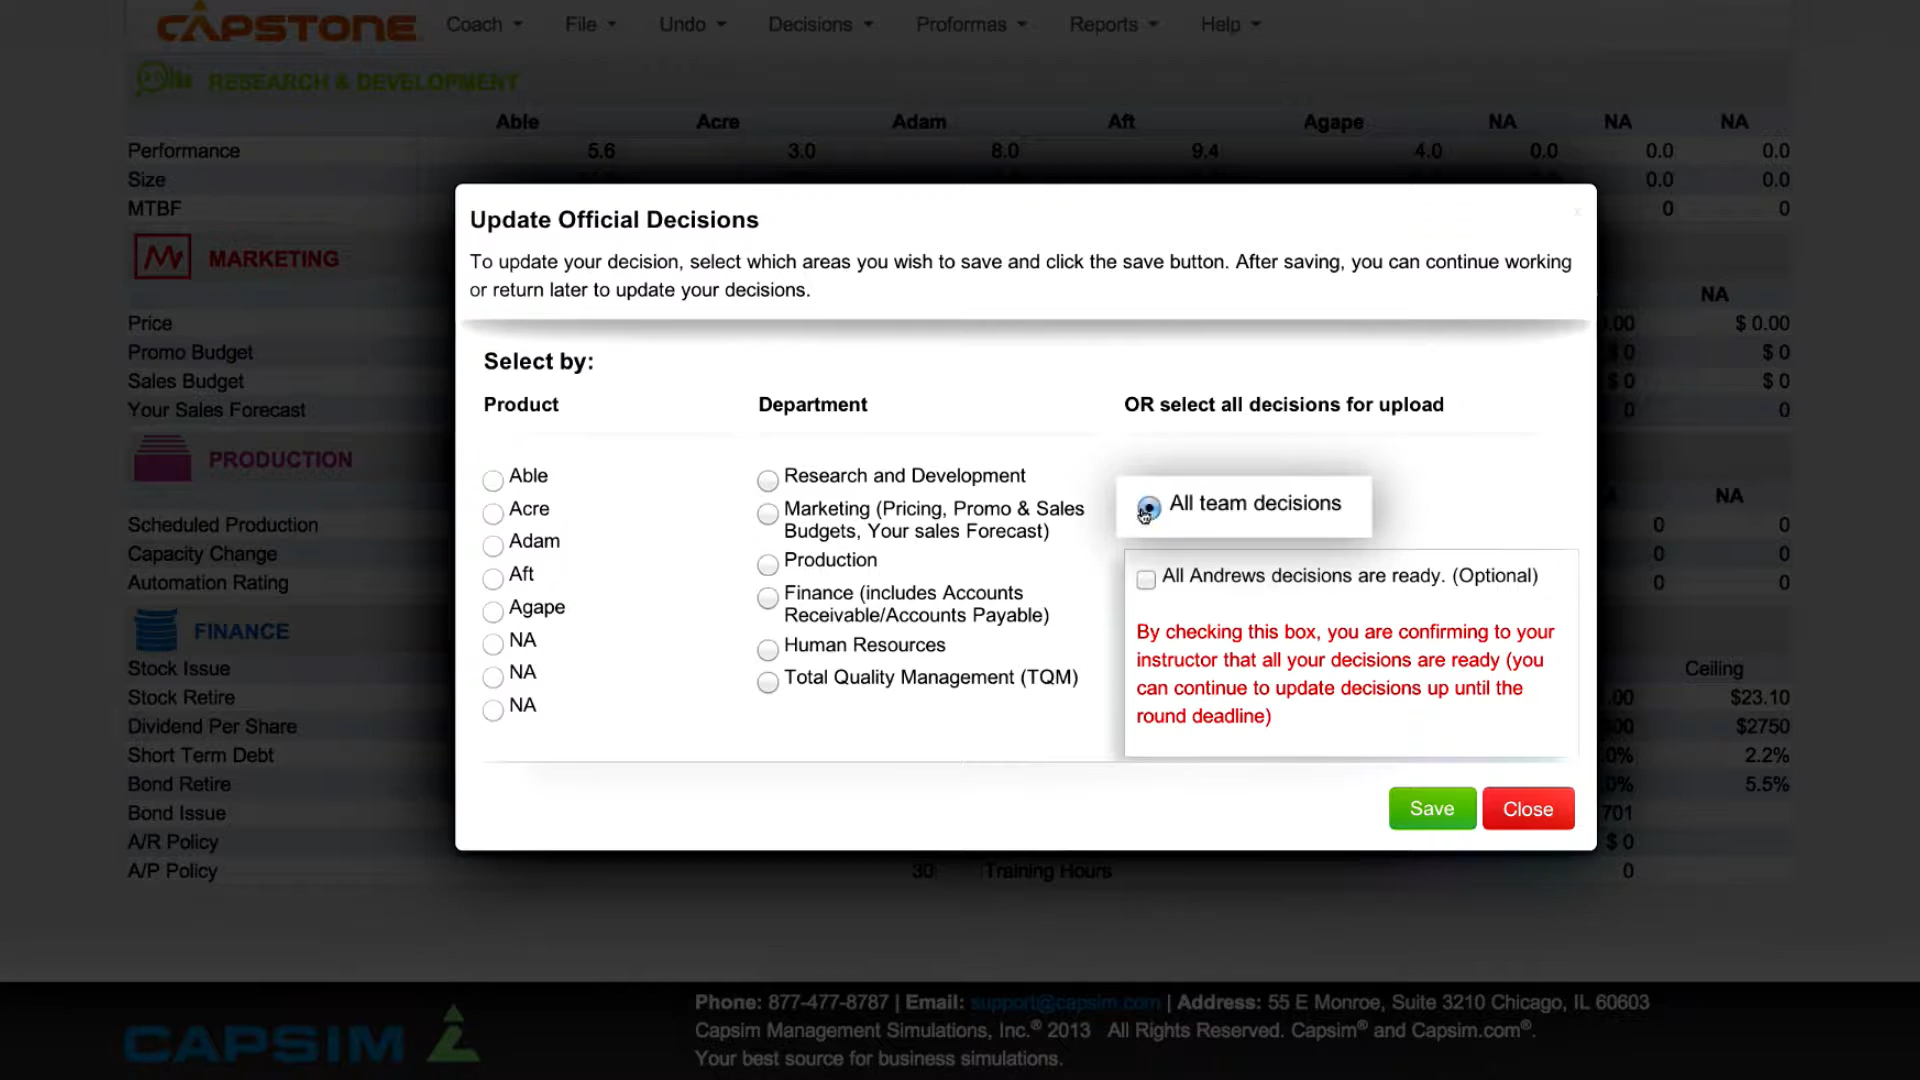 CAPSTONE Coach File Undo Decisions Proformas Reports Help
RESEARCH & DEVELOPMENT
Able Acre Adam Aft Agape NA NA NA
Performance 5.6 3.0 8.0 9.4 4.0 0.0 0.0 0.0
Size 0.0 0.0
MTBF 0 0
MARKETING
NA
Price .00 $ 0.00
Promo Budget $ 0 $ 0
Sales Budget $ 0 $ 0
Your Sales Forecast 0 0
PRODUCTION
NA
Scheduled Production 0 0
Capacity Change 0 0
Automation Rating 0 0
FINANCE
Stock Issue Ceiling
Stock Retire .00 $23.10
Dividend Per Share $2750
Short Term Debt 2.2%
Bond Retire 5.5%
Bond Issue 701
A/R Policy $ 0
A/P Policy 30 Training Hours 0
Update Official Decisions
x
To update your decision, select which areas you wish to save and click the save button. After saving, you can continue working
or return later to update your decisions.
Select by:
Product
Able
Acre
Adam
Aft
Agape
NA
NA
NA
Department
Research and Development
Marketing (Pricing, Promo & Sales
Budgets, Your sales Forecast)
Production
Finance (includes Accounts
Receivable/Accounts Payable)
Human Resources
Total Quality Management (TQM)
OR select all decisions for upload
All team decisions
All Andrews decisions are ready. (Optional)
By checking this box, you are confirming to your
instructor that all your decisions are ready (you
can continue to update decisions up until the
round deadline)
Save Close
CAPSIM
Phone: 877-477-8787 | Email: support@capsim.com | Address: 55 E Monroe, Suite 3210 Chicago, IL 60603
Capsim Management Simulations, Inc.® 2013 All Rights Reserved. Capsim® and Capsim.com®.
Your best source for business simulations.